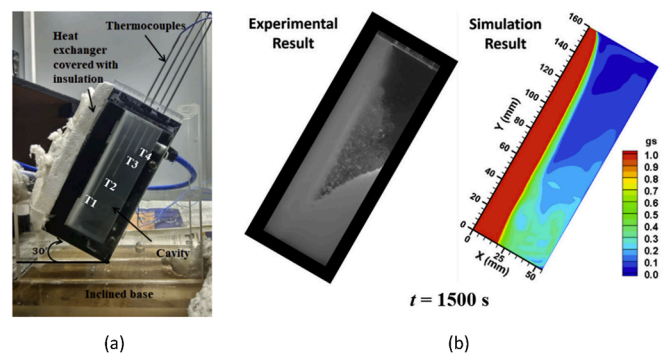 Thermocouples
Heat
exchanger
covered with
insulation
T4
T3
T2
T1
30
Cavity
Inclined base
(a)
Experimental
Result
Simulation
Result
160
140
120
100
80
60
40
20
0
Y (mm)
0
25
50
X (mm)
gs
1.0
0.9
0.8
0.7
0.6
0.5
0.4
0.3
0.2
0.1
0.0
t = 1500 s
(b)